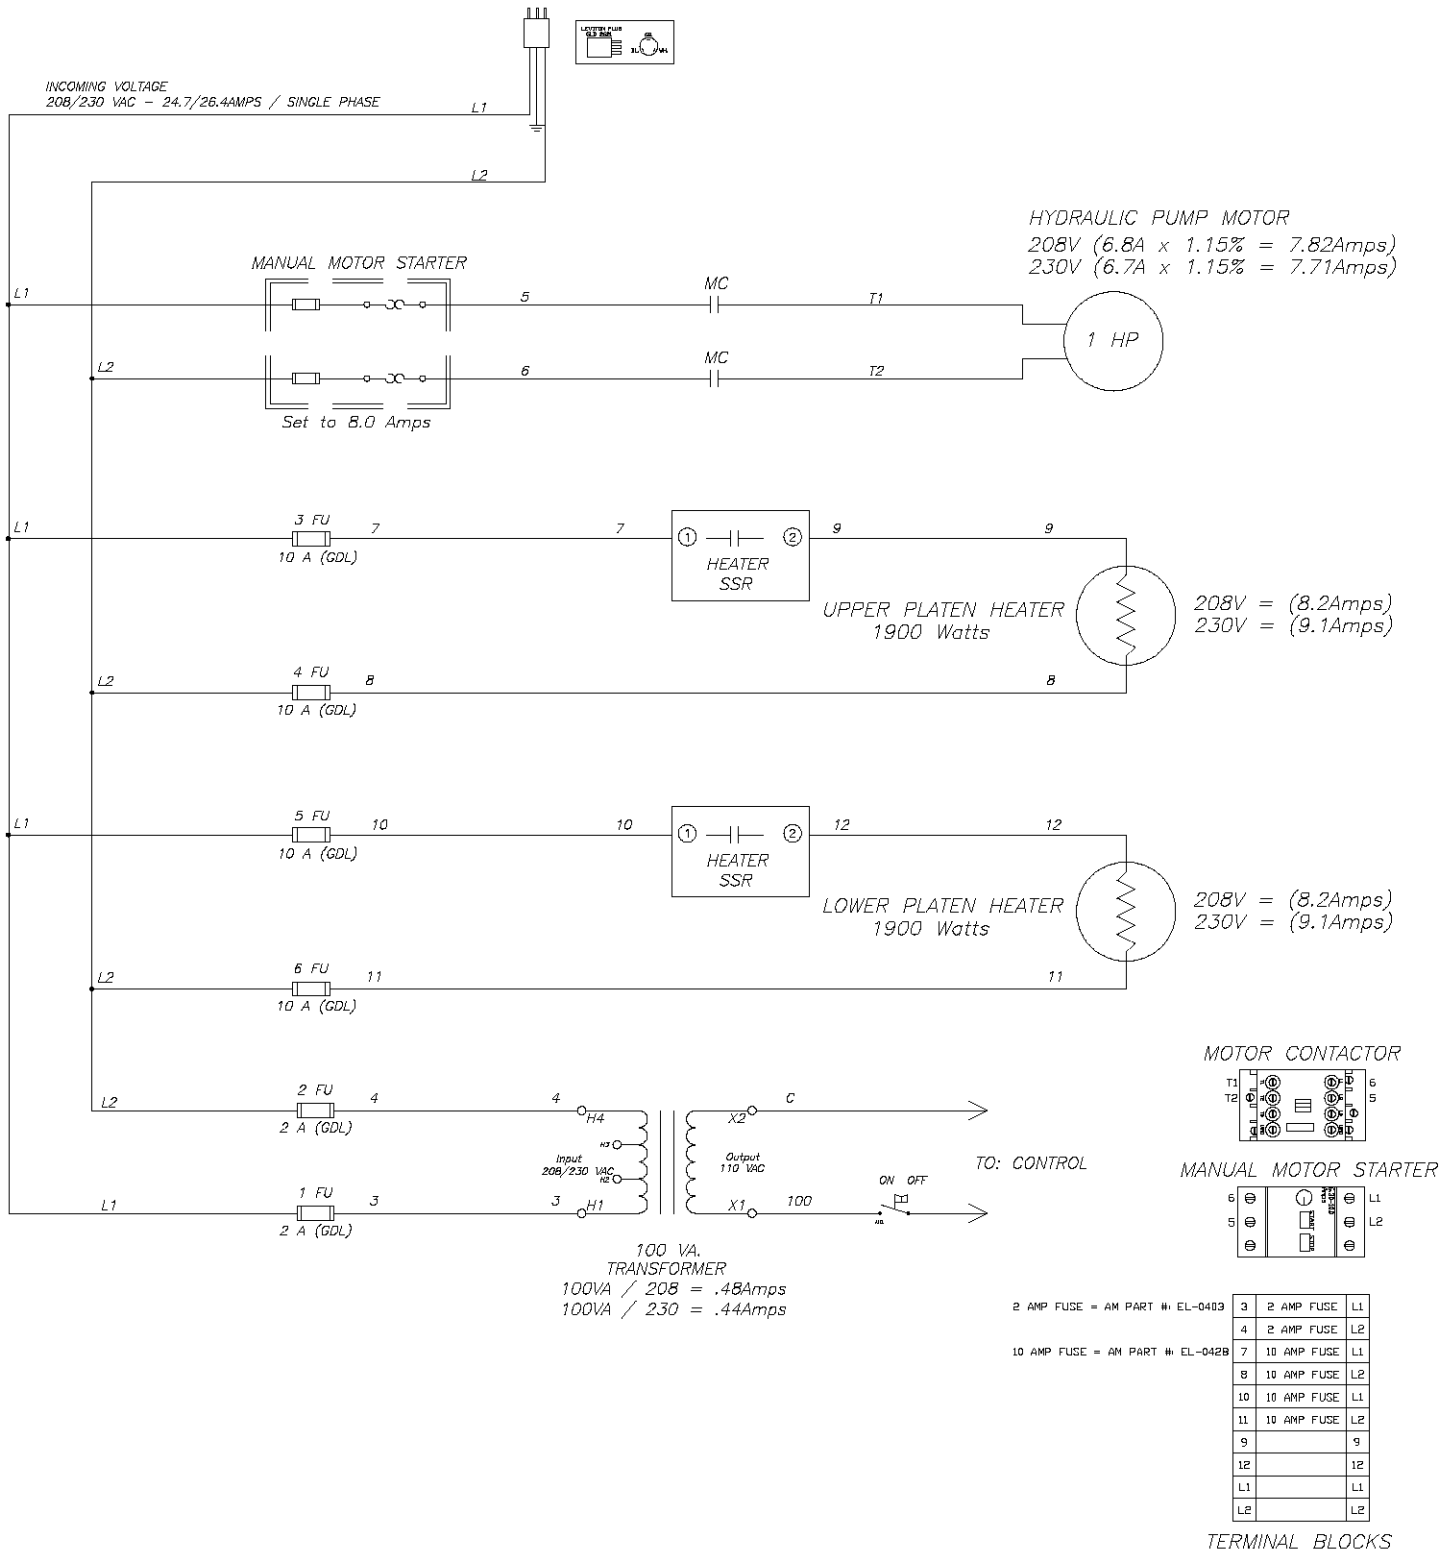 LEVITON PLUG
INCOMING VOLTAGE
208/230 VAC - 24.7/26.4AMPS / SINGLE PHASE
L1
L2
HYDRAULIC PUMP MOTOR
208V (6.8A x 1.15% = 7.82Amps)
230V (6.7A x 1.15% = 7.71Amps)
MANUAL MOTOR STARTER
L1
5
MC
T1
1 HP
L2
6
MC
T2
Set to 8.0 Amps
L1
3 FU
7
7
1
2
9
9
10 A (GDL)
HEATER
SSR
UPPER PLATEN HEATER
1900 Watts
208V = (8.2Amps)
230V = (9.1Amps)
L2
4 FU
8
8
10 A (GDL)
L1
5 FU
10
10
1
2
12
12
10 A (GDL)
HEATER
SSR
LOWER PLATEN HEATER
1900 Watts
208V = (8.2Amps)
230V = (9.1Amps)
L2
6 FU
11
11
10 A (GDL)
L2
2 FU
4
4
H4
X2
C
2 A (GDL)
H3
Input
208/230 VAC
H2
Output
110 VAC
TO: CONTROL
L1
1 FU
3
3
H1
X1
100
ON OFF
2 A (GDL)
100 VA.
TRANSFORMER
100VA / 208 = .48Amps
100VA / 230 = .44Amps
MOTOR CONTACTOR
T1
6
T2
5
MANUAL MOTOR STARTER
6
L1
5
L2
START
STOP
Amps
2 AMP FUSE = AM PART #: EL-0403
3 2 AMP FUSE L1
4 2 AMP FUSE L2
10 AMP FUSE = AM PART #: EL-0428
7 10 AMP FUSE L1
8 10 AMP FUSE L2
10 10 AMP FUSE L1
11 10 AMP FUSE L2
9 9
12 12
L1 L1
L2 L2
TERMINAL BLOCKS